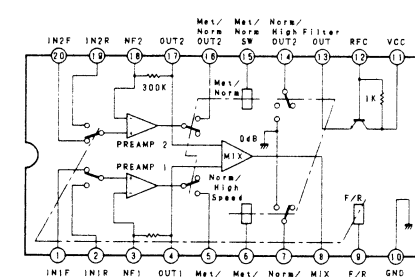 Met/ Met/ Norm/
Norm Norm High Filter
IN2F IN2R NF2 OUT2 OUT2 SW OUT2 OUT RFC VCC
20 19 18 17 16 15 14 13 12 11
300K
Met/
Norm
1K
0dB
PREAMP 2
MIX
PREAMP 1
Norm/
High
Speed
F/R
1 2 3 4 5 6 7 8 9 10
IN1F IN1R NF1 OUT1 Met/ Met/ Norm/ MIX F/R GND